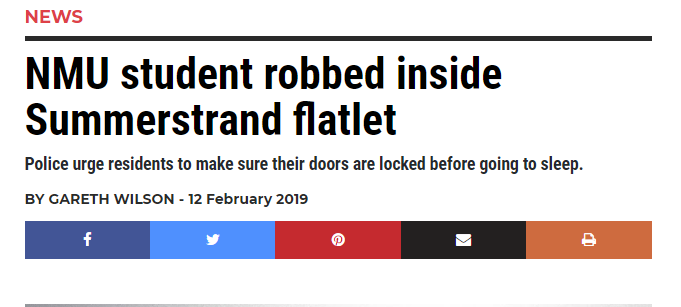 NEWS
NMU student robbed inside
Summerstrand flatlet
Police urge residents to make sure their doors are locked before going to sleep.
BY GARETH WILSON - 12 February 2019